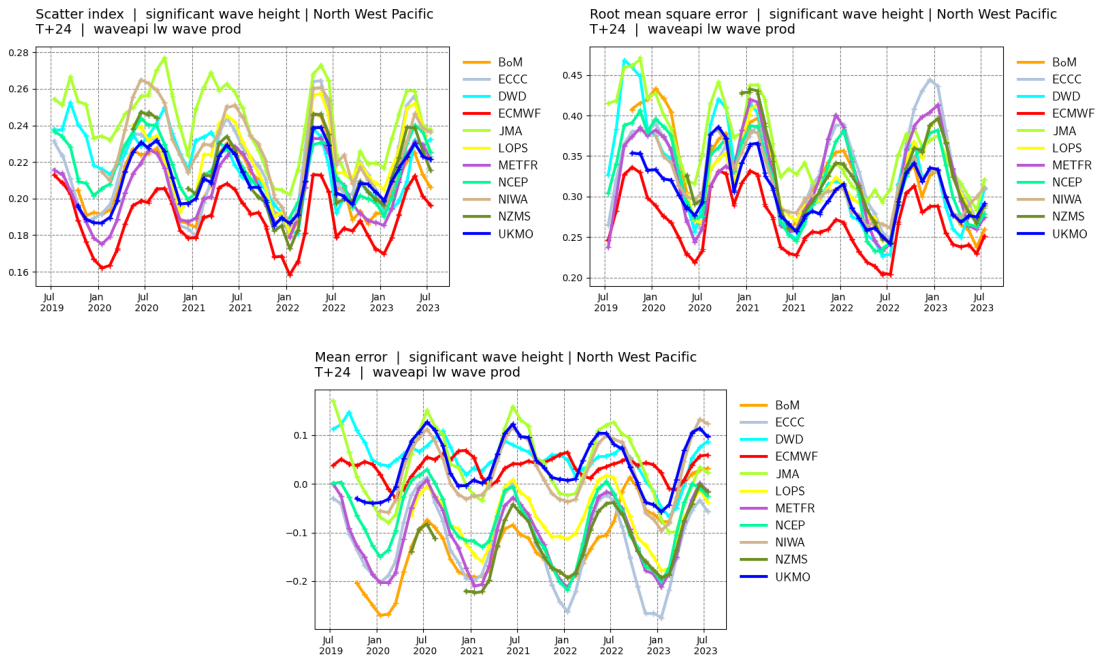 Scatter index | significant wave height | North West Pacific
T+24 | waveapi lw wave prod
0.28
0.26
0.24
0.22
0.20
0.18
0.16
Jul
2019
Jan
2020
Jul
2020
Jan
2021
Jul
2021
Jan
2022
Jul
2022
Jan
2023
Jul
2023
BoM
ECCC
DWD
ECMWF
JMA
LOPS
METFR
NCEP
NIWA
NZMS
UKMO
Root mean square error | significant wave height | North West Pacific
T+24 | waveapi lw wave prod
0.45
0.40
0.35
0.30
0.25
0.20
Jul
2019
Jan
2020
Jul
2020
Jan
2021
Jul
2021
Jan
2022
Jul
2022
Jan
2023
Jul
2023
BoM
ECCC
DWD
ECMWF
JMA
LOPS
METFR
NCEP
NIWA
NZMS
UKMO
Mean error | significant wave height | North West Pacific
T+24 | waveapi lw wave prod
0.1
0.0
−0.1
−0.2
Jul
2019
Jan
2020
Jul
2020
Jan
2021
Jul
2021
Jan
2022
Jul
2022
Jan
2023
Jul
2023
BoM
ECCC
DWD
ECMWF
JMA
LOPS
METFR
NCEP
NIWA
NZMS
UKMO